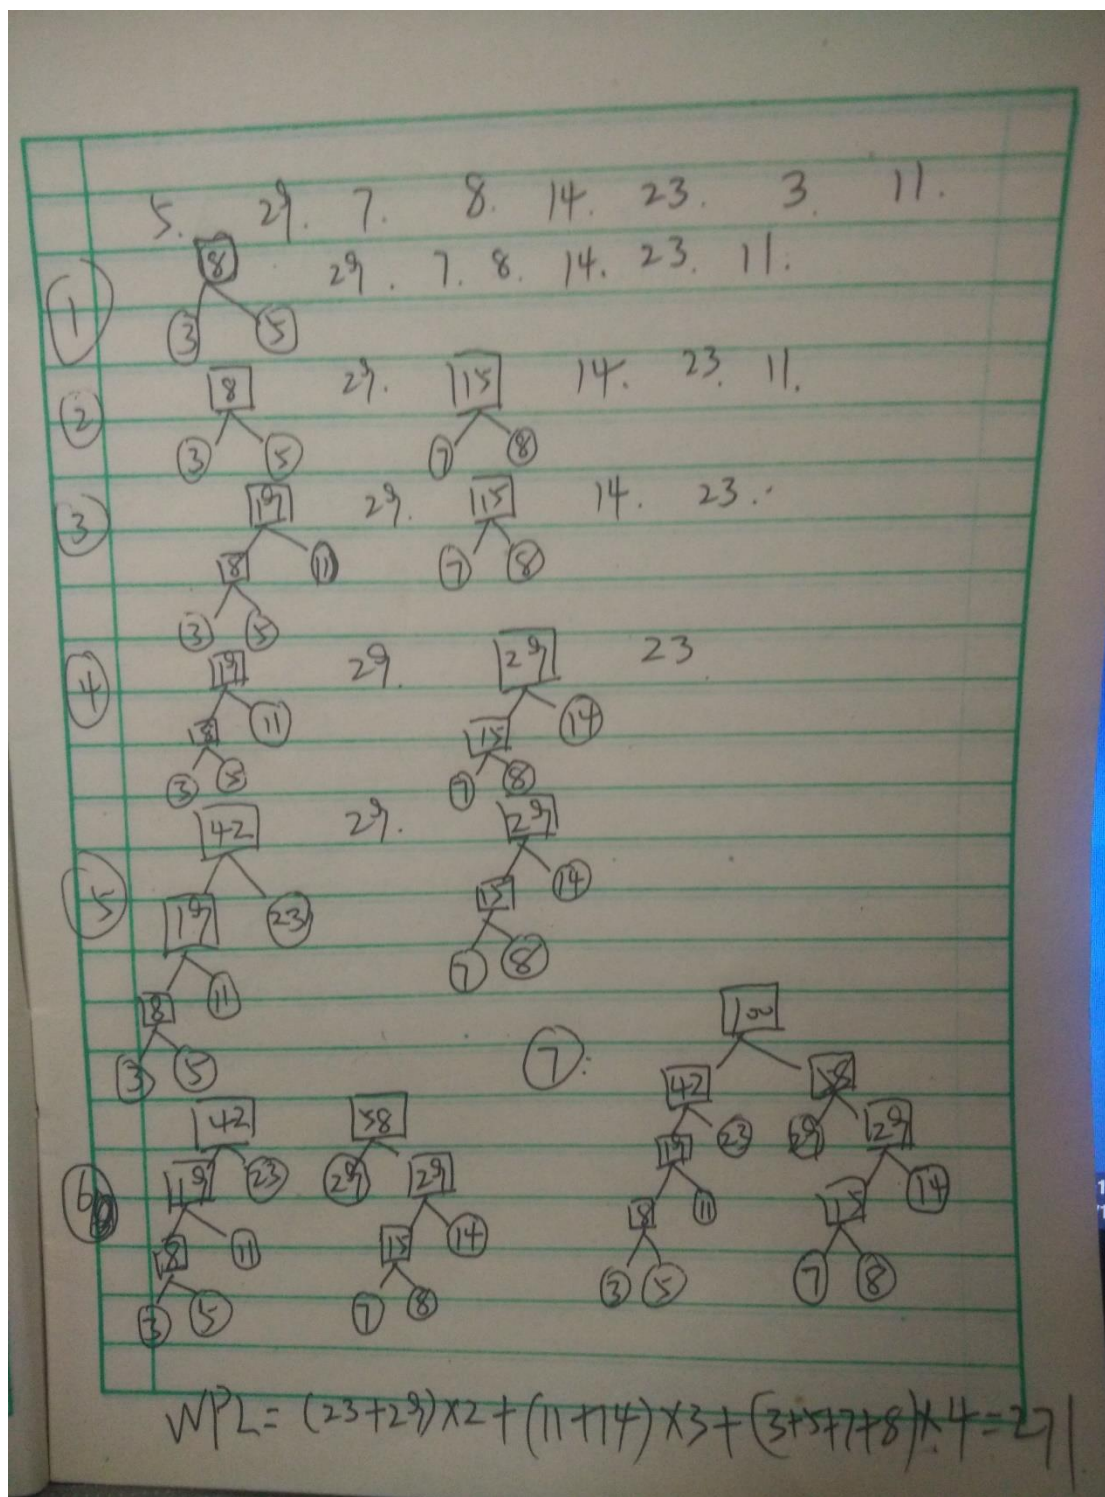 5. 29. 7. 8. 14. 23. 3. 11.
① 8 29. 7. 8. 14. 23. 11.
3 5
② 8 29. 15 14. 23. 11.
3 5 7 8
③ 19 29. 15 14. 23.
8 11 7 8
3 5
④ 19 29. 29 23
8 11 15 14
3 5 7 8
⑤ 42 29. 29
19 23 15 14
8 11 7 8
3 5
⑥ 42 58
19 23 29 29
8 11 15 14
3 5 7 8
⑦: 100
42 58
19 23 29 29
8 11 15 14
3 5 7 8
WPL=(23+29)×2+(11+14)×3+(3+5+7+8)×4=271